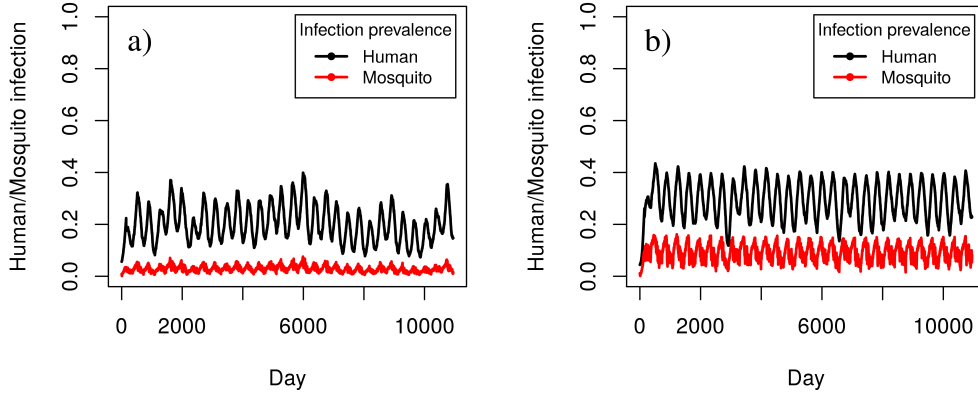 a)
Infection prevalence
Human
Mosquito
Human/Mosquito infection
1.0
0.8
0.6
0.4
0.2
0.0
0 2000 6000 10000
Day
b)
Infection prevalence
Human
Mosquito
Human/Mosquito infection
1.0
0.8
0.6
0.4
0.2
0.0
0 2000 6000 10000
Day